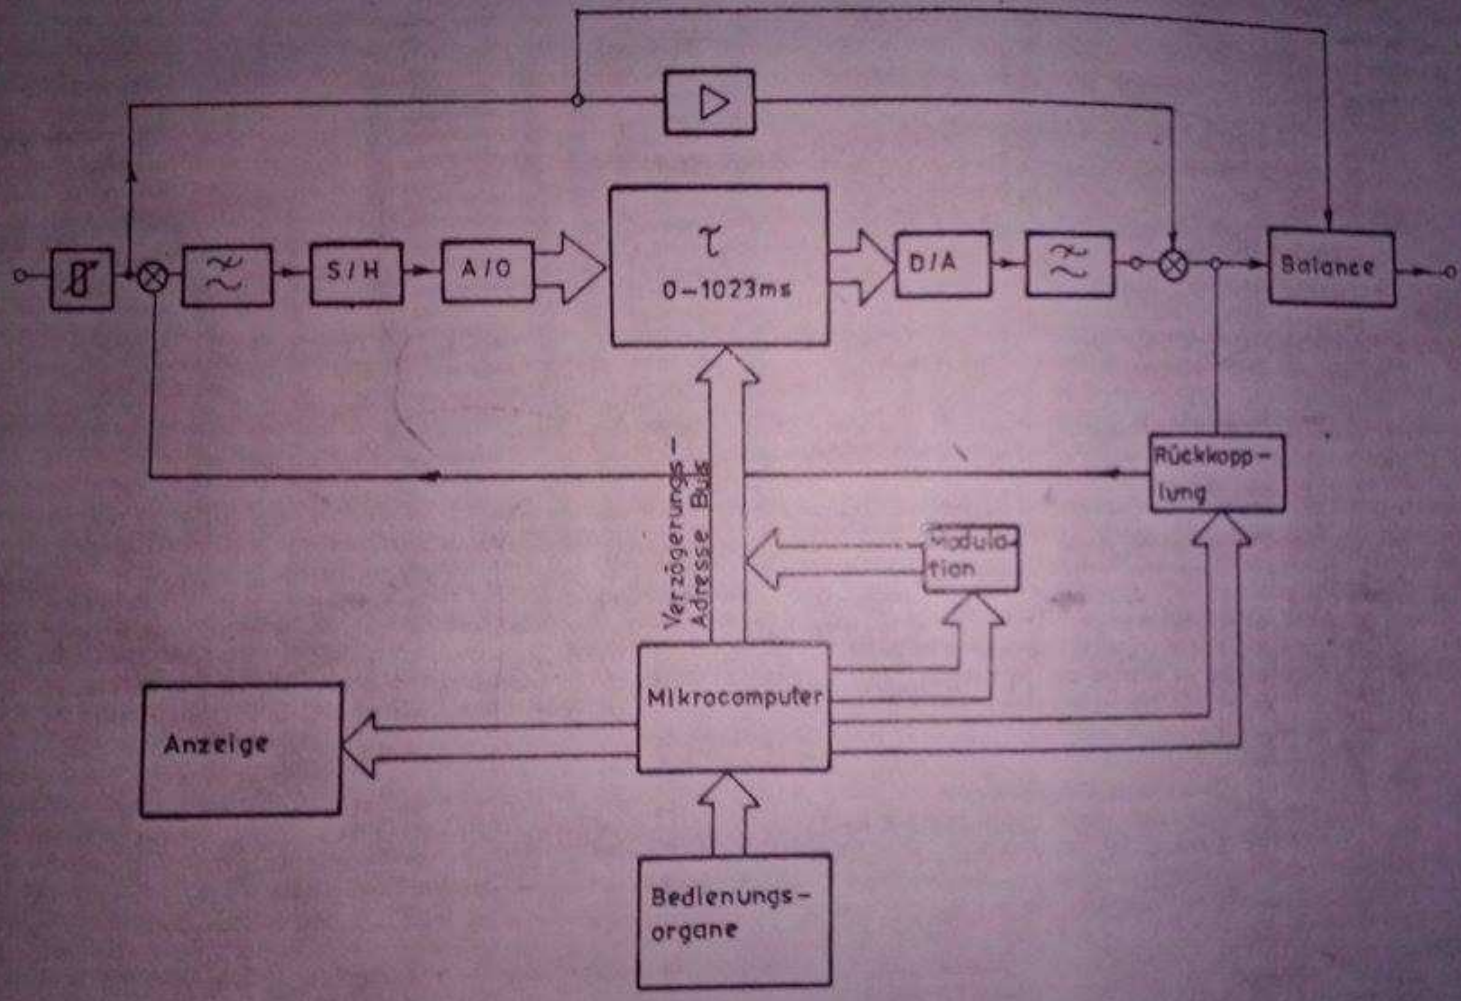 S/H
A/D
τ
0-1023ms
D/A
Balance
Rückkopp-
lung
Verzögerungs-
Adresse Bus
Modula-
tion
Mikrocomputer
Anzeige
Bedienungs-
organe